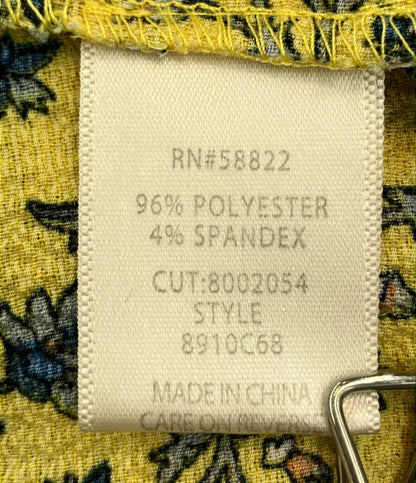 RN#58822
96% POLYESTER
4% SPANDEX
CUT:8002054
STYLE
8910C68
MADE IN CHINA
CARE ON REVERSE